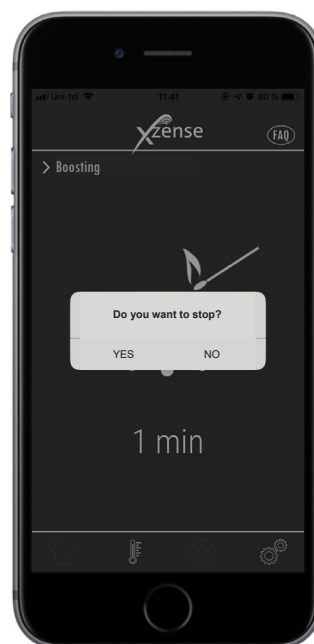 Uni-tel 11.41 80 %
xzense FAQ
> Boosting
Do you want to stop?
YES NO
1 min